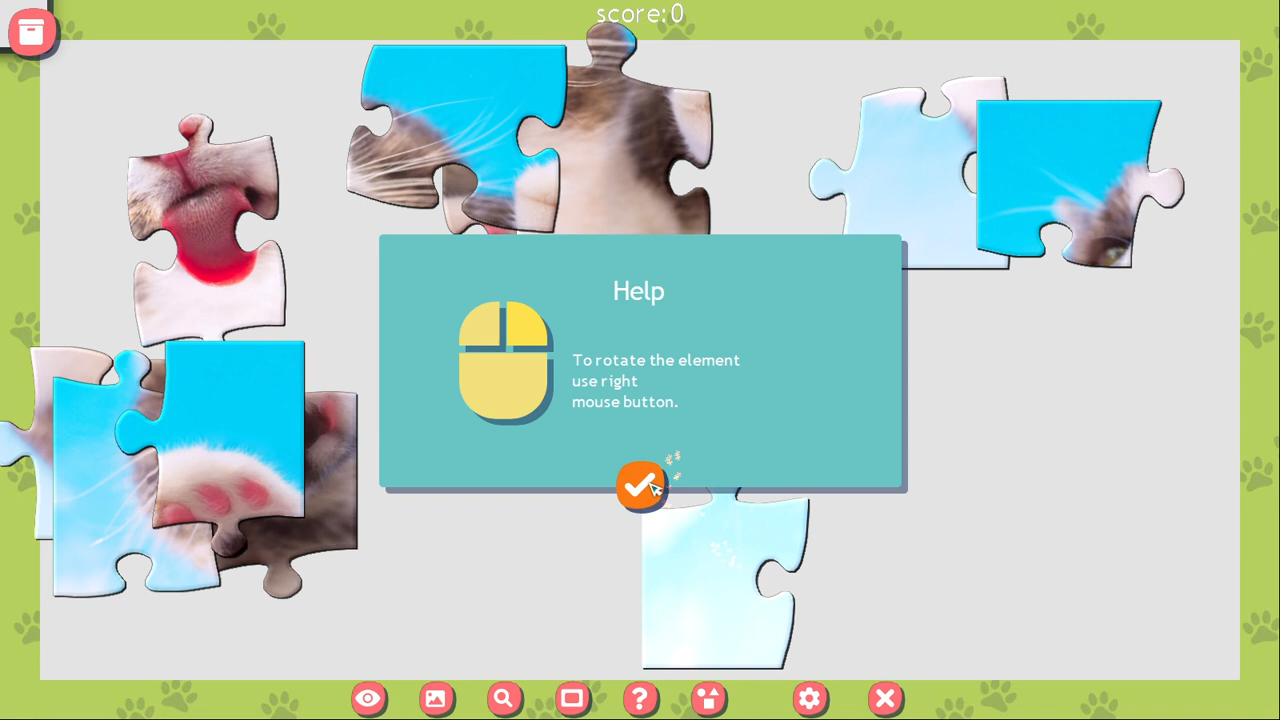 score:0
Help
To rotate the element
use right
mouse button.
?